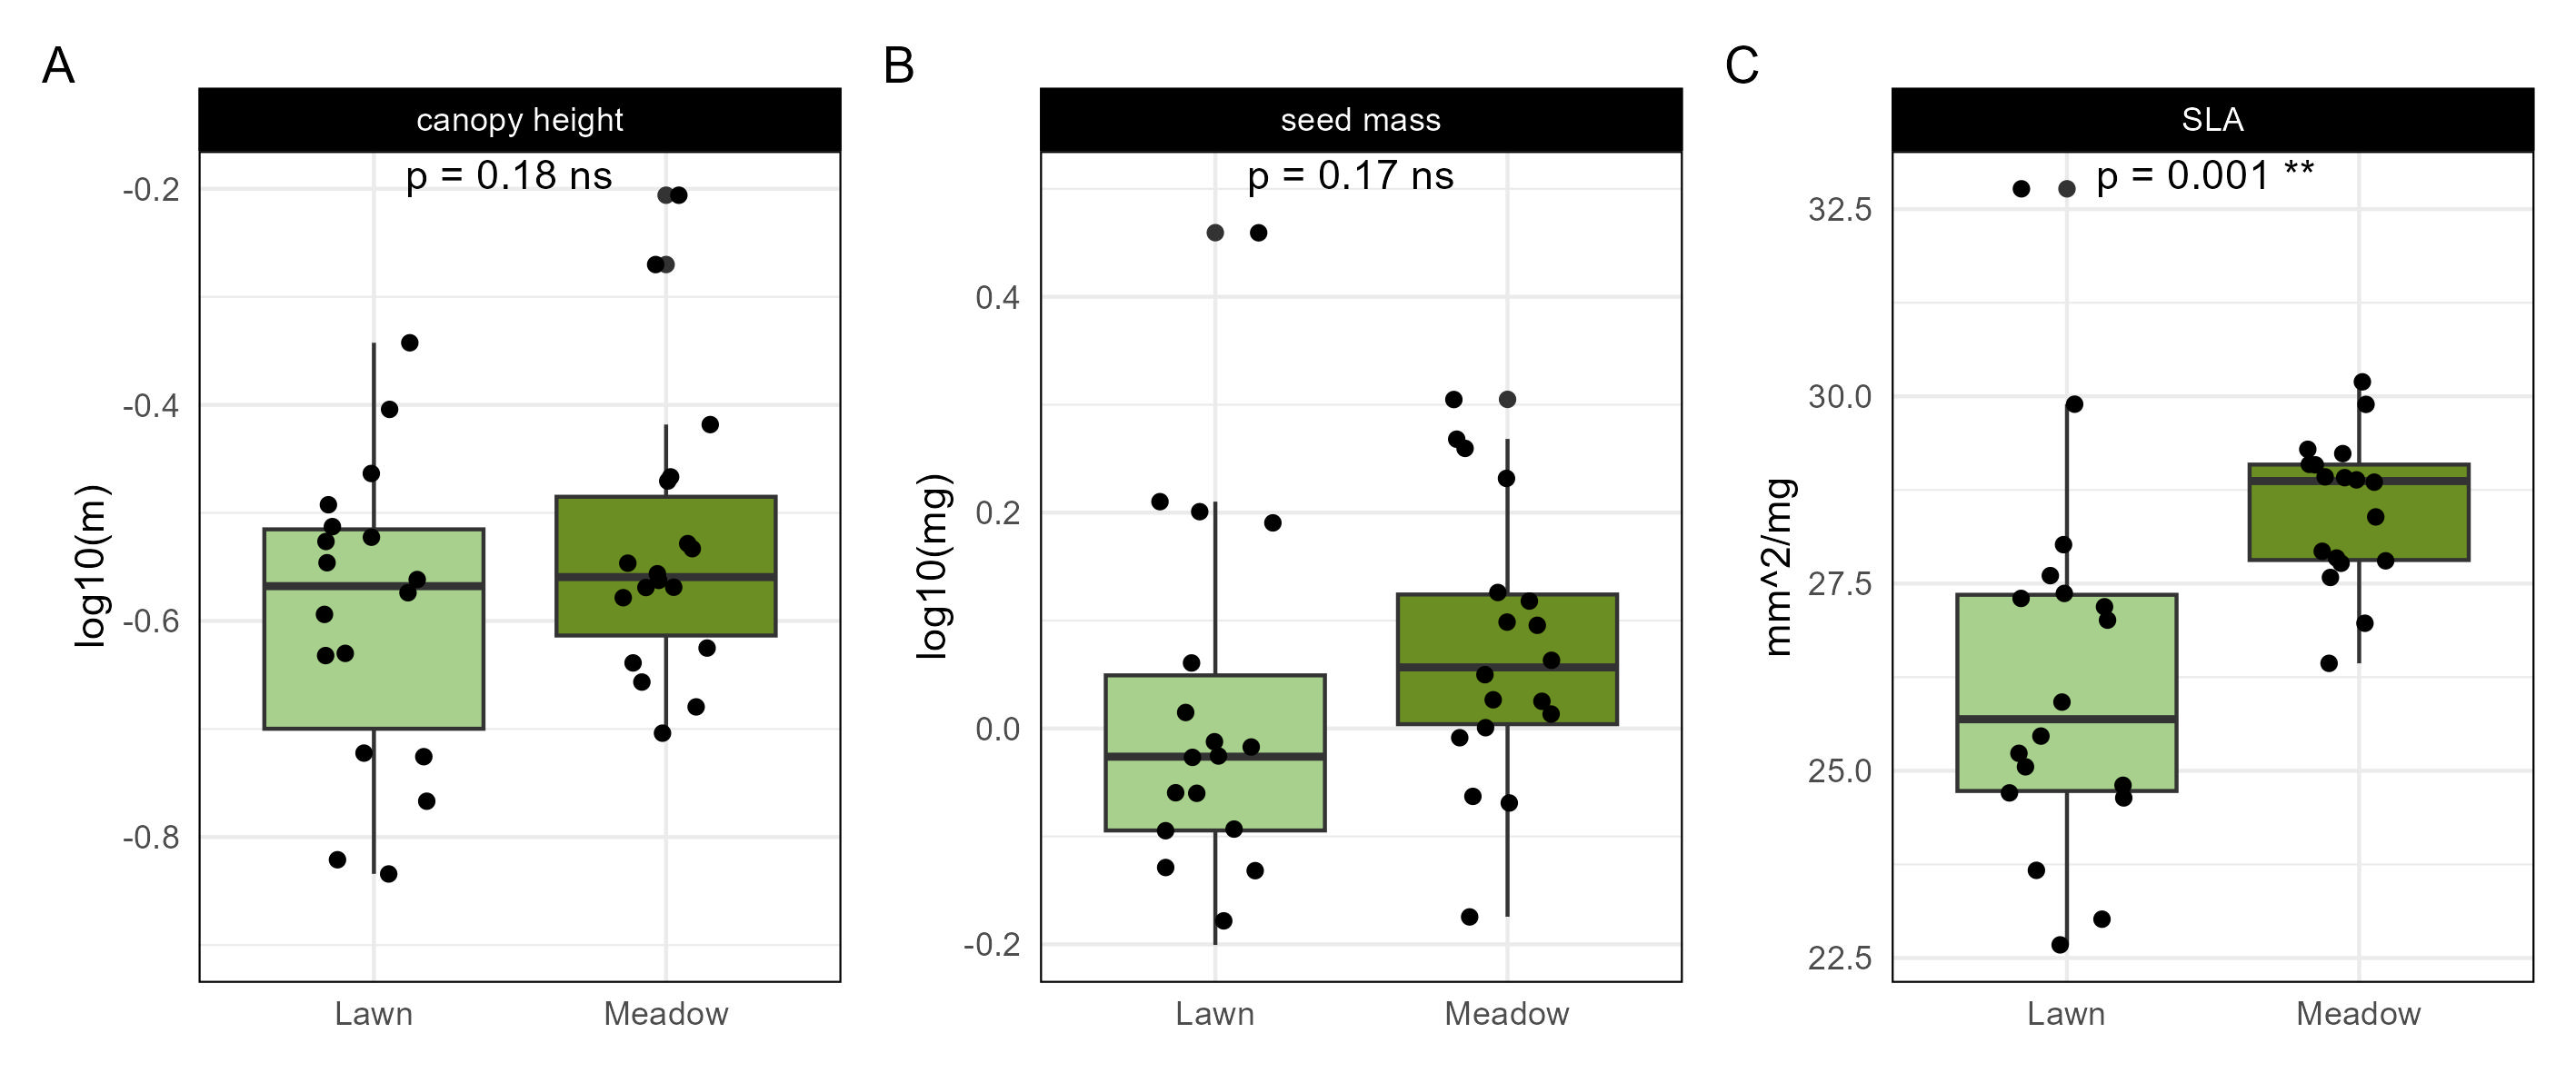 A
B
C
canopy height
seed mass
SLA
p = 0.18 ns
p = 0.17 ns
p = 0.001 **
log10(m)
-0.2
-0.4
-0.6
-0.8
Lawn
Meadow
log10(mg)
0.4
0.2
0.0
-0.2
Lawn
Meadow
mm^2/mg
32.5
30.0
27.5
25.0
22.5
Lawn
Meadow